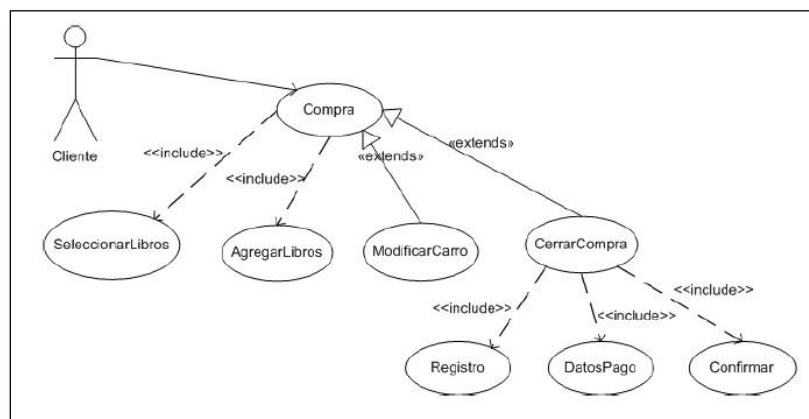 Compra
<<include>>
«extends»
«extends»
Cliente
<<include>>
SeleccionarLibros
AgregarLibros
ModificarCarro
CerrarCompra
<<include>>
<<include>>
<<include>>
Registro
DatosPago
Confirmar